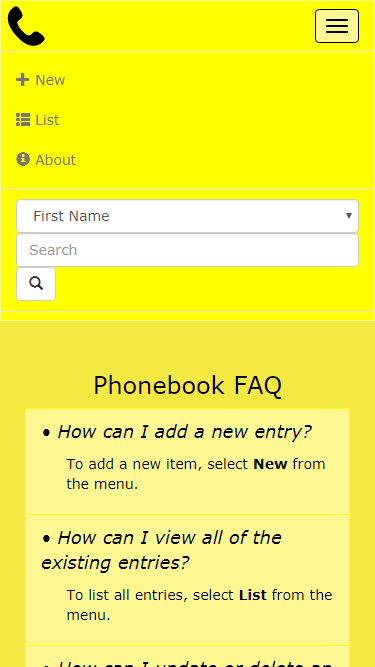 New
List
About
First Name
Search
Phonebook FAQ
• How can I add a new entry?
To add a new item, select New from
the menu.
• How can I view all of the
existing entries?
To list all entries, select List from the
menu.
• How can I update or delete an